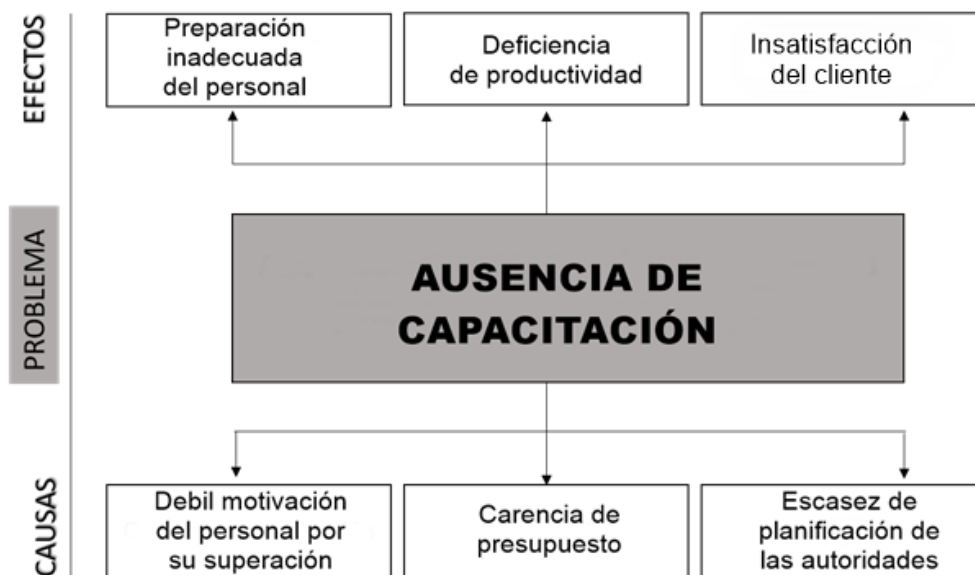 EFECTOS
Preparación
inadecuada
del personal
Deficiencia
de productividad
Insatisfacción
del cliente
PROBLEMA
AUSENCIA DE
CAPACITACIÓN
CAUSAS
Debil motivación
del personal por
su superación
Carencia de
presupuesto
Escasez de
planificación de
las autoridades